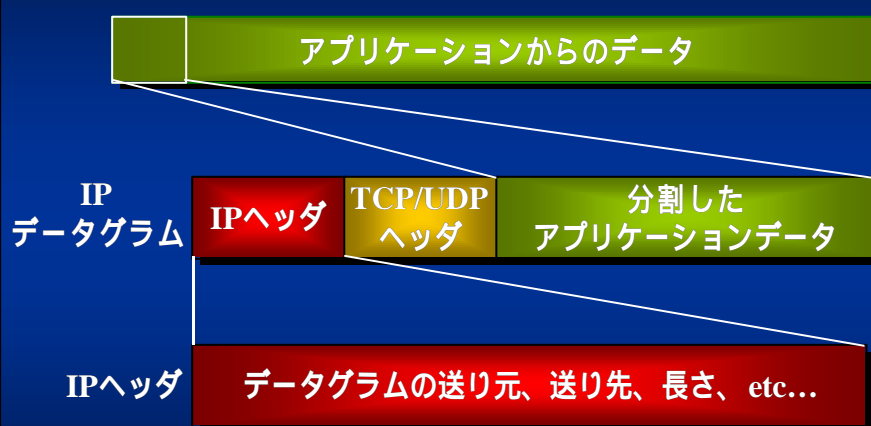 アプリケーションからのデータ
IP
データグラム
IPヘッダ
TCP/UDP
ヘッダ
分割した
アプリケーションデータ
IPヘッダ
データグラムの送り元、送り先、長さ、etc…